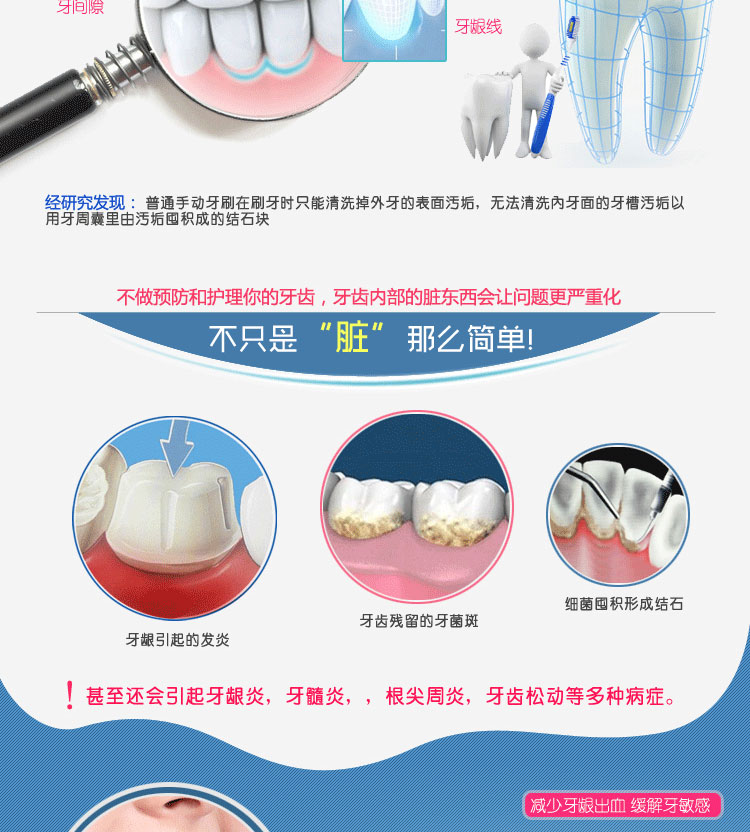 牙间隙
牙龈线
经研究发现：普通手动牙刷在刷牙时只能清洗掉外牙的表面污垢，无法清洗内牙面的牙槽污垢以
用牙周囊里由污垢囤积成的结石块
不做预防和护理你的牙齿，牙齿内部的脏东西会让问题更严重化
不只是“脏”那么简单！
牙龈引起的发炎
牙齿残留的牙菌斑
细菌囤积形成结石
！甚至还会引起牙龈炎，牙髓炎，，根尖周炎，牙齿松动等多种病症。
减少牙龈出血 缓解牙敏感